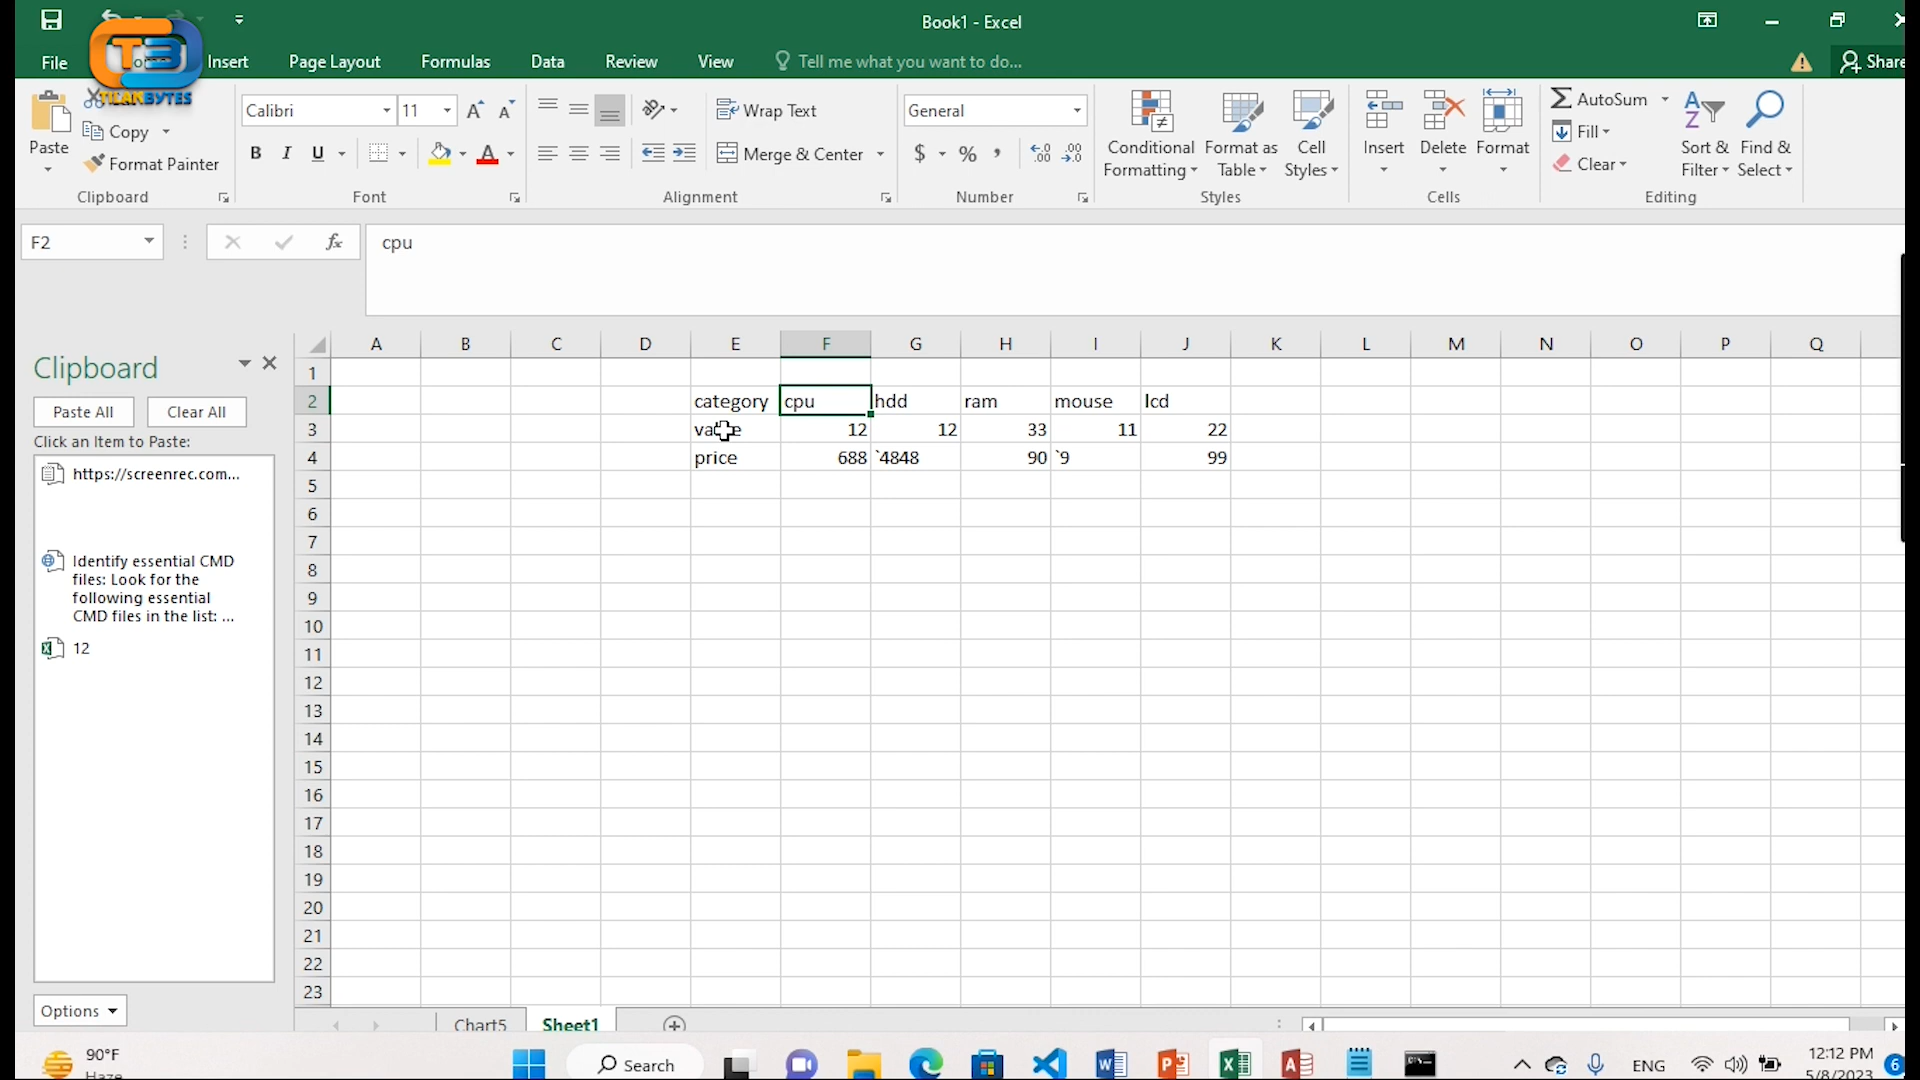 Book1 - Excel
File
Insert
Page Layout
Formulas
Data
Review
View
Tell me what you want to do...
Share
T3
TILANBYTES
Paste
Copy
Format Painter
Clipboard
Calibri
11
B I U
Font
Wrap Text
Merge & Center
Alignment
General
$ % ,
Number
Conditional Formatting
Format as Table
Cell Styles
Styles
Insert
Delete
Format
Cells
AutoSum
Fill
Clear
Sort & Filter
Find & Select
Editing
F2
fx
cpu
Clipboard
Paste All
Clear All
Click an Item to Paste:
https://screenrec.com...
Identify essential CMD
files: Look for the
following essential
CMD files in the list: ...
12
Options
A B C D E F G H I J K L M N O P Q
1
2 category cpu hdd ram mouse lcd
3 12 12 33 11 22
4 price 688 `4848 90 `9 99
5
6
7
8
9
10
11
12
13
14
15
16
17
18
19
20
21
22
23
Chart5
Sheet1
90°F
Haze
Search
ENG
12:12 PM
5/8/2023
6